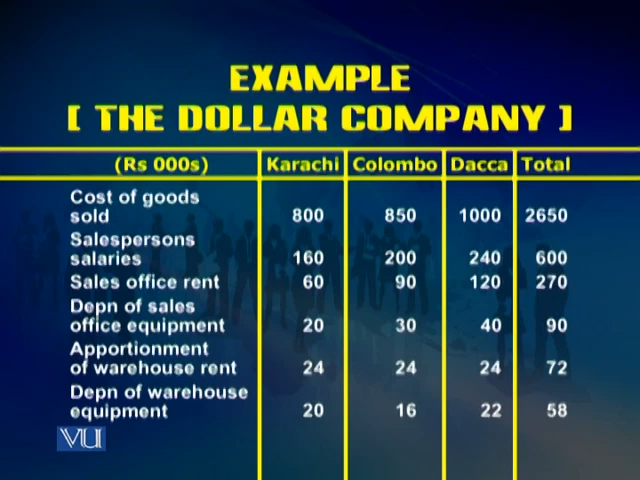 EXAMPLE
[ THE DOLLAR COMPANY ]
(Rs 000s) Karachi Colombo Dacca Total
Cost of goods
sold 800 850 1000 2650
Salespersons
salaries 160 200 240 600
Sales office rent 60 90 120 270
Depn of sales
office equipment 20 30 40 90
Apportionment
of warehouse rent 24 24 24 72
Depn of warehouse
equipment 20 16 22 58
VU